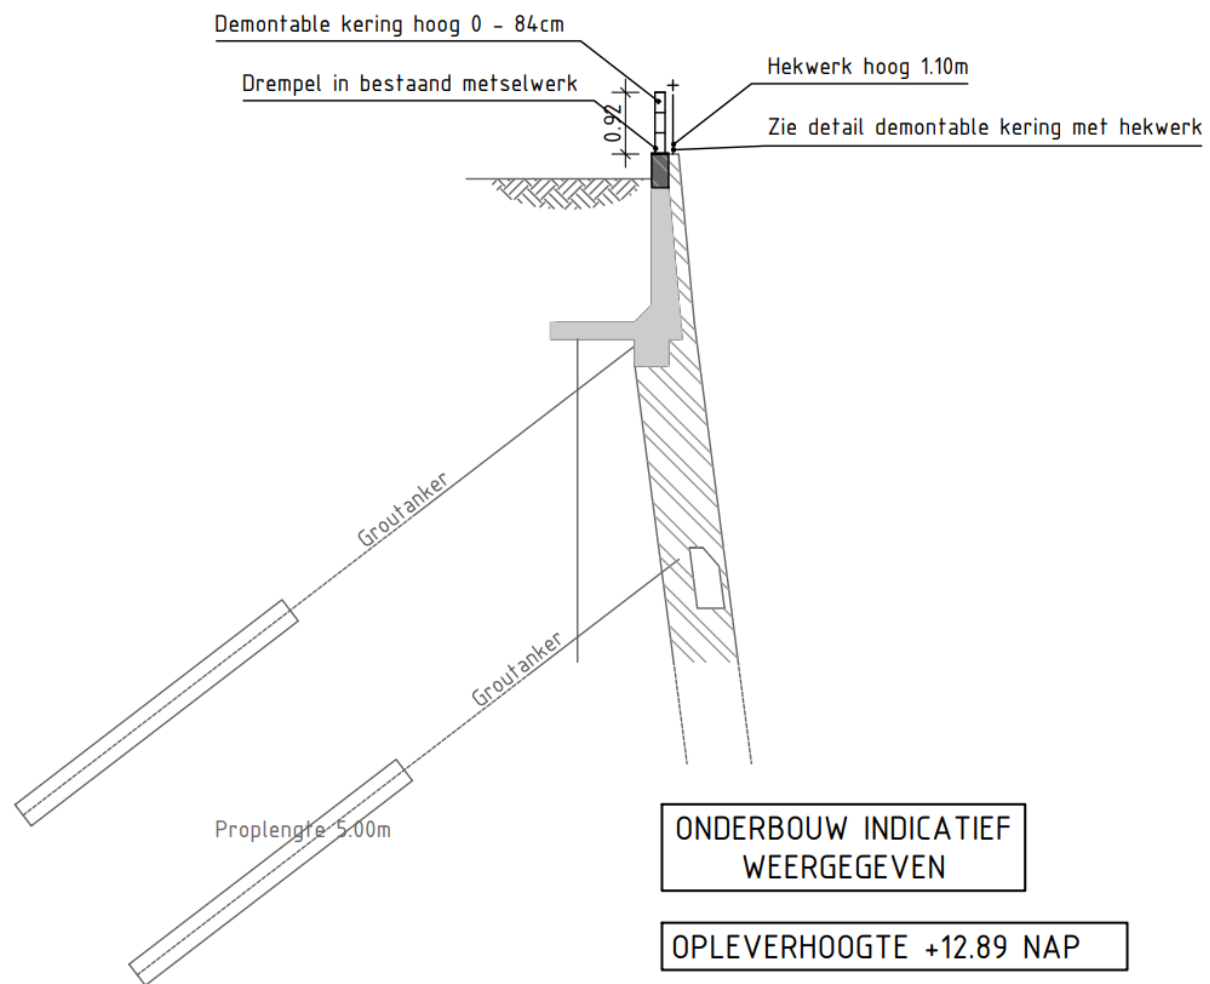 Demontable kering hoog 0 - 84cm
Drempel in bestaand metselwerk
Hekwerk hoog 1.10m
Zie detail demontable kering met hekwerk
0.92
Groutanker
Groutanker
Proplengte 5.00m
ONDERBOUW INDICATIEF
WEERGEGEVEN
OPLEVERHOOGTE +12.89 NAP